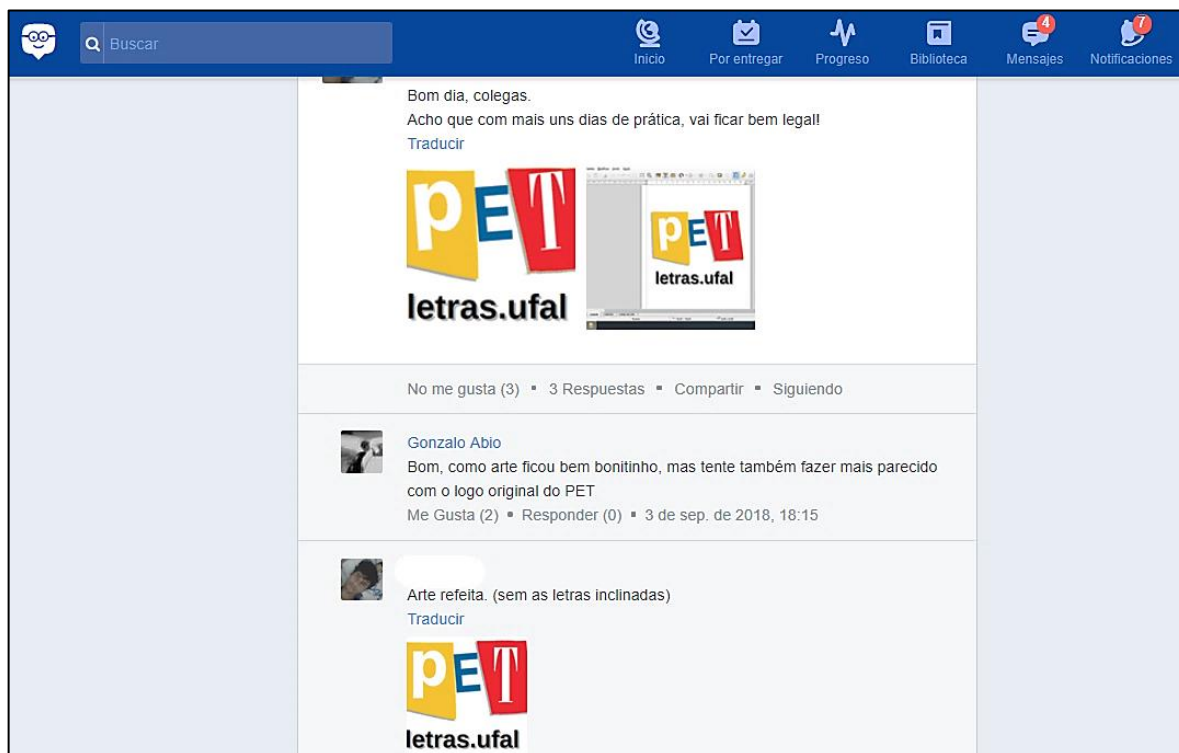 Buscar
Inicio
Por entregar
Progreso
Biblioteca
4
Mensajes
7
Notificaciones
Bom dia, colegas.
Acho que com mais uns dias de prática, vai ficar bem legal!
Traducir
PET
letras.ufal
PET
letras.ufal
No me gusta (3) ▪ 3 Respuestas ▪ Compartir ▪ Siguiendo
Gonzalo Abio
Bom, como arte ficou bem bonitinho, mas tente também fazer mais parecido
com o logo original do PET
Me Gusta (2) ▪ Responder (0) ▪ 3 de sep. de 2018, 18:15
Arte refeita. (sem as letras inclinadas)
Traducir
PET
letras.ufal